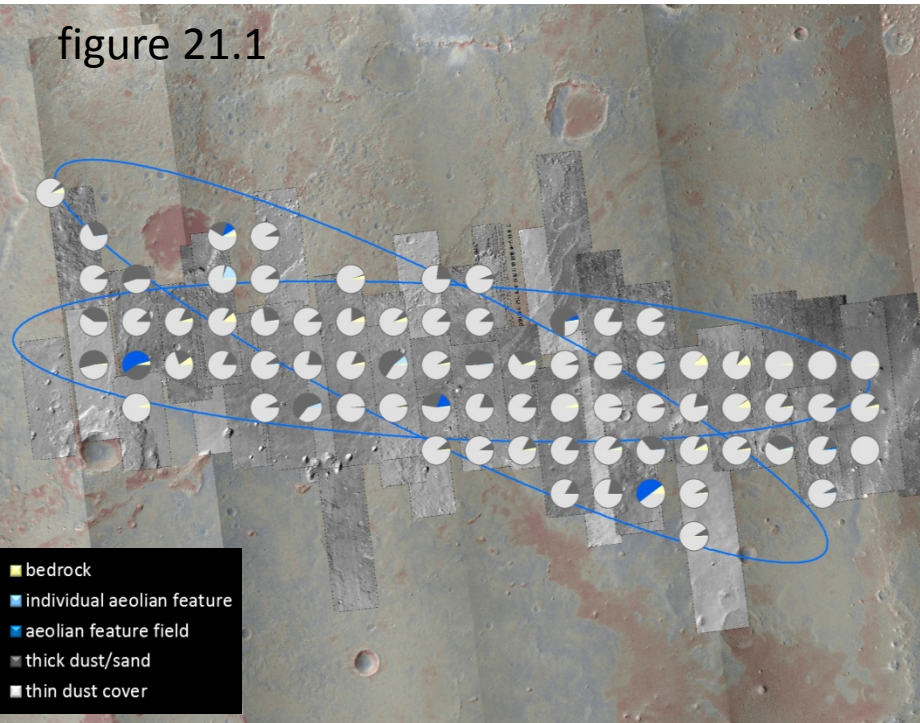 figure 21.1
bedrock
individual aeolian feature
aeolian feature field
thick dust/sand
thin dust cover